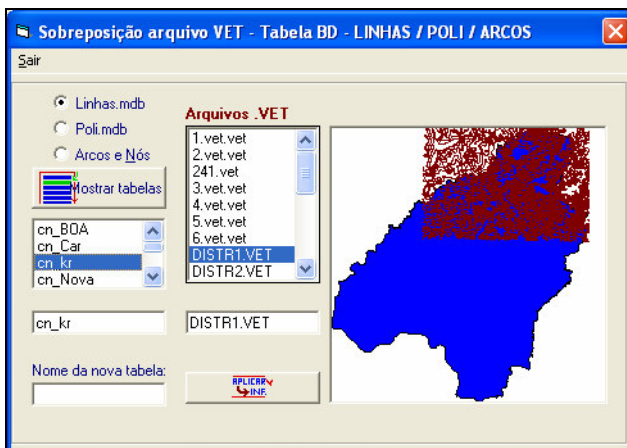 Sobreposição arquivo VET - Tabela BD - LINHAS / POLI / ARCOS
Sair
Linhas.mdb
Poli.mdb
Arcos e Nós
Mostrar tabelas
cn_BOA
cn_Car
cn_kr
cn_Nova
cn_kr
Nome da nova tabela:
Arquivos .VET
1.vet.vet
2.vet.vet
241.vet
3.vet.vet
4.vet.vet
5.vet.vet
6.vet.vet
DISTR1.VET
DISTR2.VET
DISTR1.VET
APLICAR
INF.